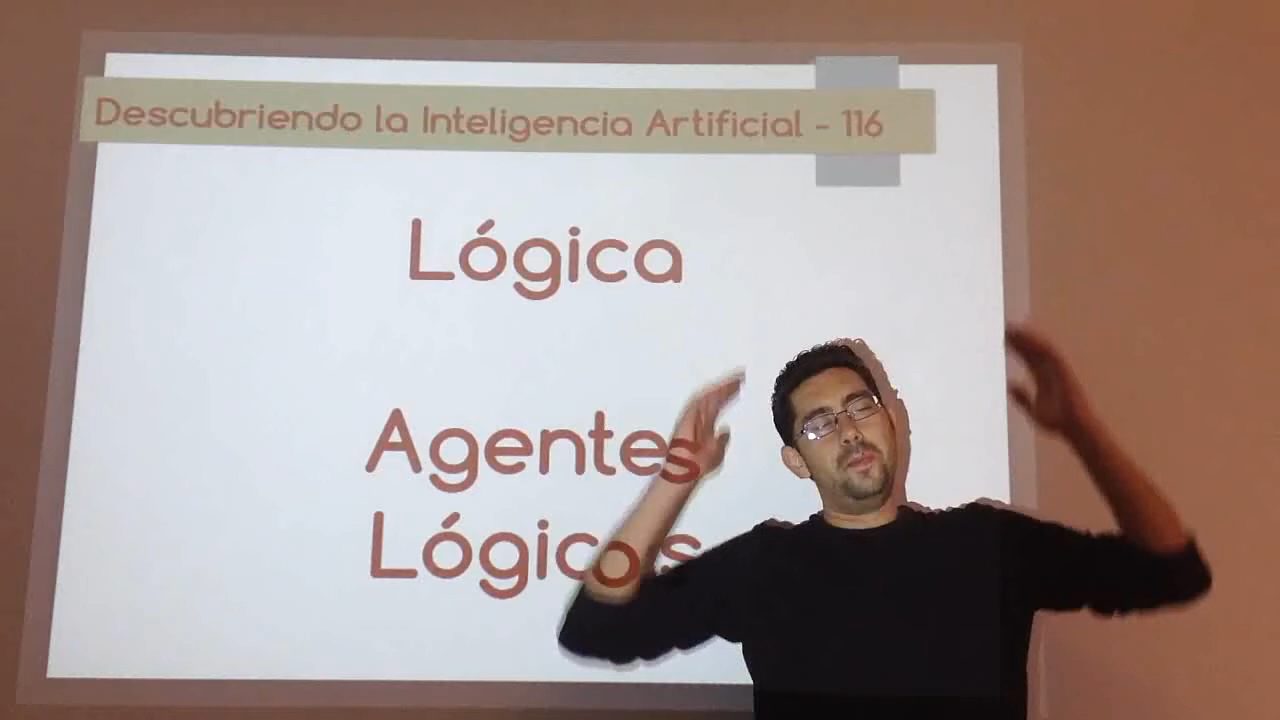 Descubriendo la Inteligencia Artificial - 116
Lógica
Agentes
Lógicos